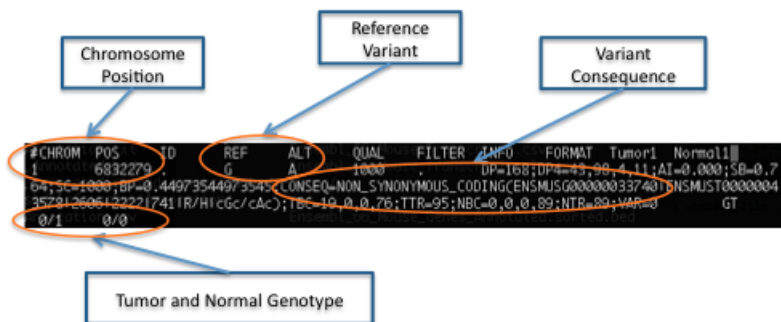 Reference
Variant
Chromosome
Position
Variant
Consequence
#CHROM POS ID REF ALT QUAL FILTER INFO FORMAT Tumor1 Normal1
1 6832279 . G A 1000 . DP=168;DP4=43,98,4,11;AI=0.000;SB=0.7
64;SC=1000;BP=0.449735449735450;CONSEQ=NON_SYNONYMOUS_CODING(ENSMUSG00000033740|ENSMUST0000004
3578|2606|2222|741|R/H|cGc/cAc);TBC=19,0,0,76;TTR=95;NBC=0,0,0,89;NTR=89;VAR=0 GT
0/1 0/0
Tumor and Normal Genotype